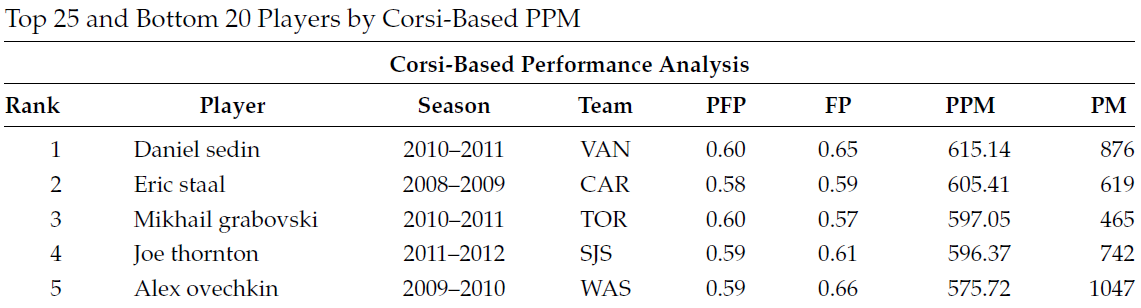 Top 25 and Bottom 20 Players by Corsi-Based PPM
Corsi-Based Performance Analysis
Rank Player Season Team PFP FP PPM PM
1 Daniel sedin 2010–2011 VAN 0.60 0.65 615.14 876
2 Eric staal 2008–2009 CAR 0.58 0.59 605.41 619
3 Mikhail grabovski 2010–2011 TOR 0.60 0.57 597.05 465
4 Joe thornton 2011–2012 SJS 0.59 0.61 596.37 742
5 Alex ovechkin 2009–2010 WAS 0.59 0.66 575.72 1047